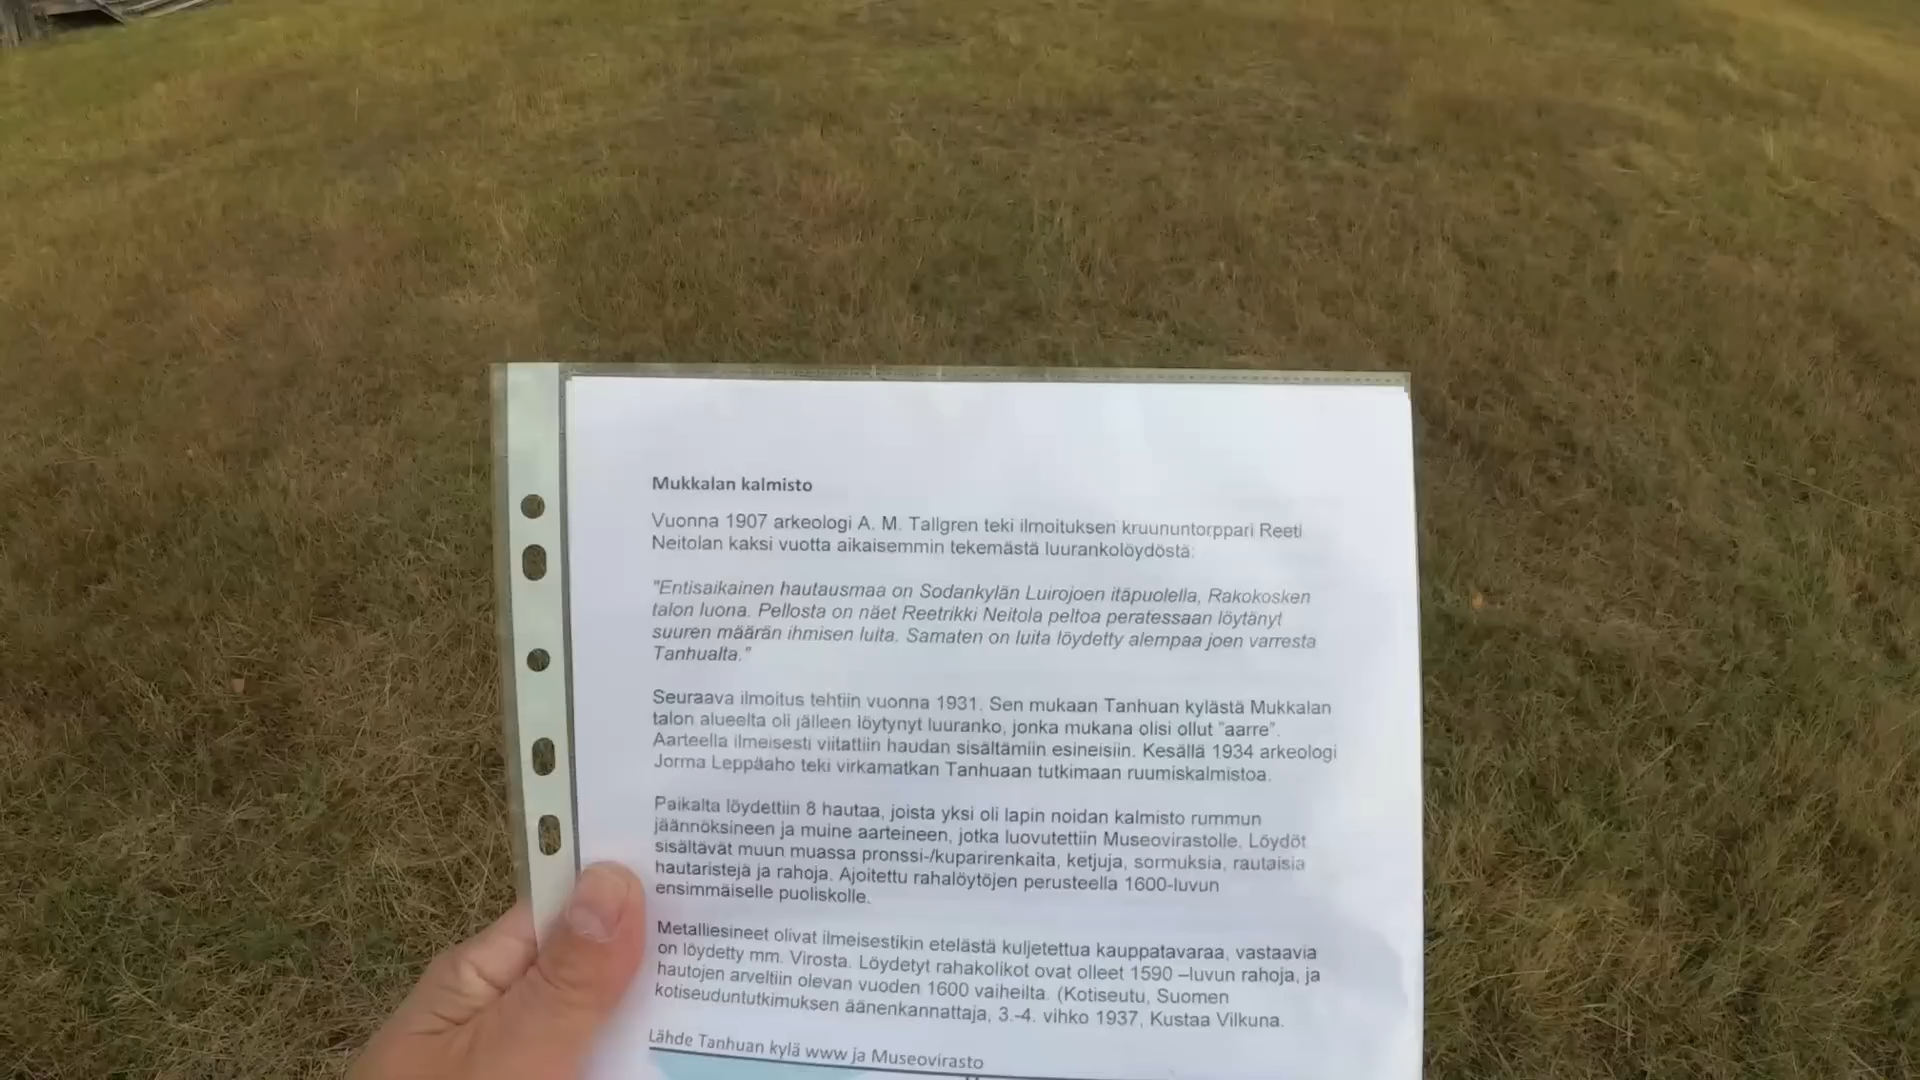 Mukkalan kalmisto
Vuonna 1907 arkeologi A. M. Tallgren teki ilmoituksen kruununtorppari Reeti
Neitolan kaksi vuotta aikaisemmin tekemästä luurankolöydöstä:
"Entisaikainen hautausmaa on Sodankylän Luirojoen itäpuolella, Rakokosken
talon luona. Pellosta on näet Reetrikki Neitola peltoa peratessaan löytänyt
suuren määrän ihmisen luita. Samaten on luita löydetty alempaa joen varresta
Tanhualta."
Seuraava ilmoitus tehtiin vuonna 1931. Sen mukaan Tanhuan kylästä Mukkalan
talon alueelta oli jälleen löytynyt luuranko, jonka mukana olisi ollut "aarre".
Aarteella ilmeisesti viitattiin haudan sisältämiin esineisiin. Kesällä 1934 arkeologi
Jorma Leppäaho teki virkamatkan Tanhuaan tutkimaan ruumiskalmistoa.
Paikalta löydettiin 8 hautaa, joista yksi oli lapin noidan kalmisto rummun
jäännöksineen ja muine aarteineen, jotka luovutettiin Museovirastolle. Löydöt
sisältävät muun muassa pronssi-/kuparirenkaita, ketjuja, sormuksia, rautaisia
hautaristejä ja rahoja. Ajoitettu rahalöytöjen perusteella 1600-luvun
ensimmäiselle puoliskolle.
Metalliesineet olivat ilmeisestikin etelästä kuljetettua kauppatavaraa, vastaavia
on löydetty mm. Virosta. Löydetyt rahakolikot ovat olleet 1590 –luvun rahoja, ja
hautojen arveltiin olevan vuoden 1600 vaiheilta. (Kotiseutu, Suomen
kotiseuduntutkimuksen äänenkannattaja, 3.-4. vihko 1937, Kustaa Vilkuna.
Lähde Tanhuan kylä www ja Museovirasto